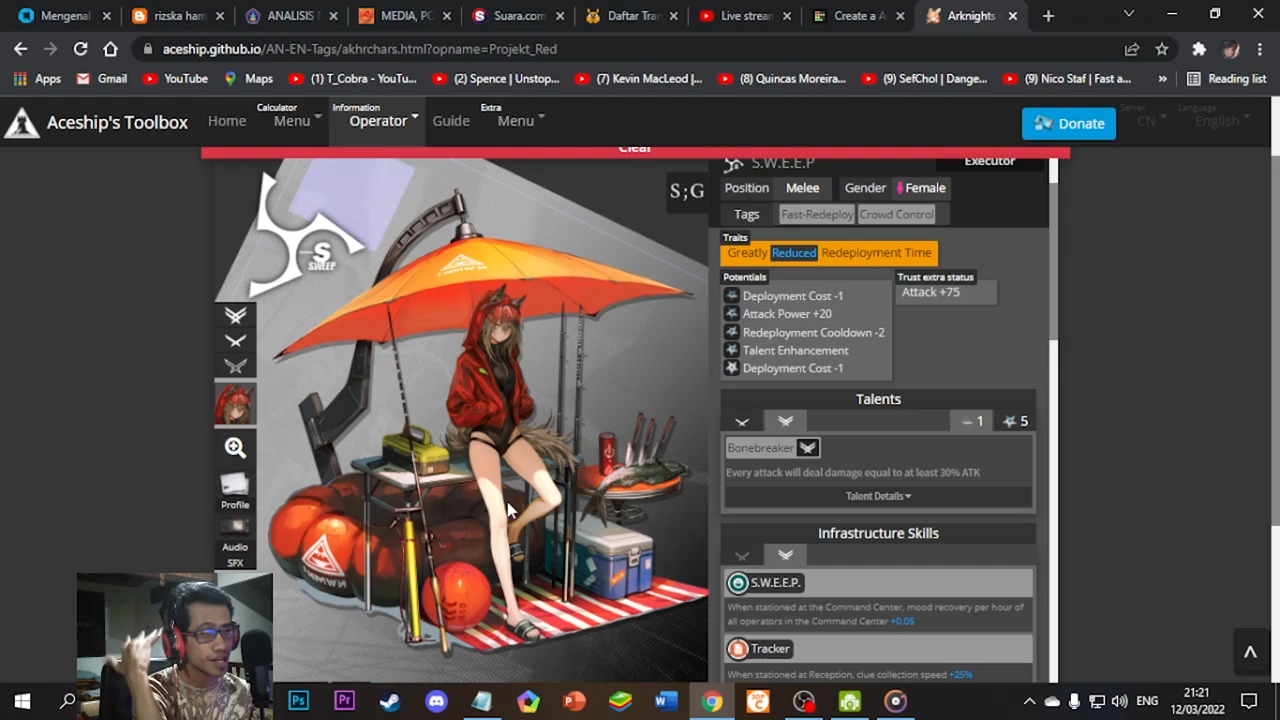 Mengenal
rizska ham
ANALISIS F
MEDIA, PO
Suara.com
Daftar Tran
Live stream
Create a A
Arknights
aceship.github.io/AN-EN-Tags/akhrchars.html?opname=Projekt_Red
Apps
Gmail
YouTube
Maps
(1) T_Cobra - YouTu...
(2) Spence | Unstop...
(7) Kevin MacLeod |...
(8) Quincas Moreira...
(9) SefChol | Dange...
(9) Nico Staf | Fast a...
»
Reading list
Aceship's Toolbox
Home
Calculator
Menu
Information
Operator
Guide
Extra
Menu
Donate
Server
CN
Language
English
Clear
S;G
SWEEP
S.W.E.E.P
Executor
Position Melee Gender Female
Tags Fast-Redeploy Crowd Control
Traits
Greatly Reduced Redeployment Time
Potentials
Deployment Cost -1
Attack Power +20
Redeployment Cooldown -2
Talent Enhancement
Deployment Cost -1
Trust extra status
Attack +75
Talents
1 5
Bonebreaker
Every attack will deal damage equal to at least 30% ATK
Talent Details
Infrastructure Skills
S.W.E.E.P.
When stationed at the Command Center, mood recovery per hour of
all operators in the Command Center +0.05
Tracker
When stationed at Reception, clue collection speed +25%
Profile
Audio
SFX
ENG
21:21
12/03/2022